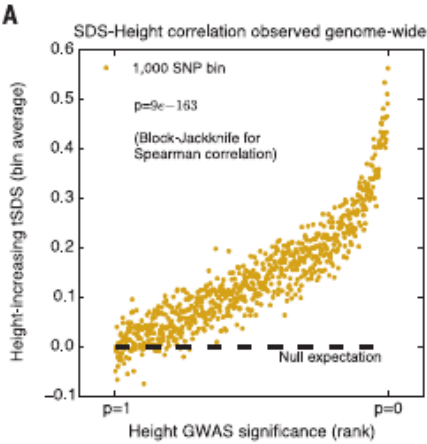 A
SDS-Height correlation observed genome-wide
1,000 SNP bin
p=9e−163
(Block-Jackknife for
Spearman correlation)
Height-increasing tSDS (bin average)
0.6
0.5
0.4
0.3
0.2
0.1
0.0
−0.1
Null expectation
p=1
p=0
Height GWAS significance (rank)